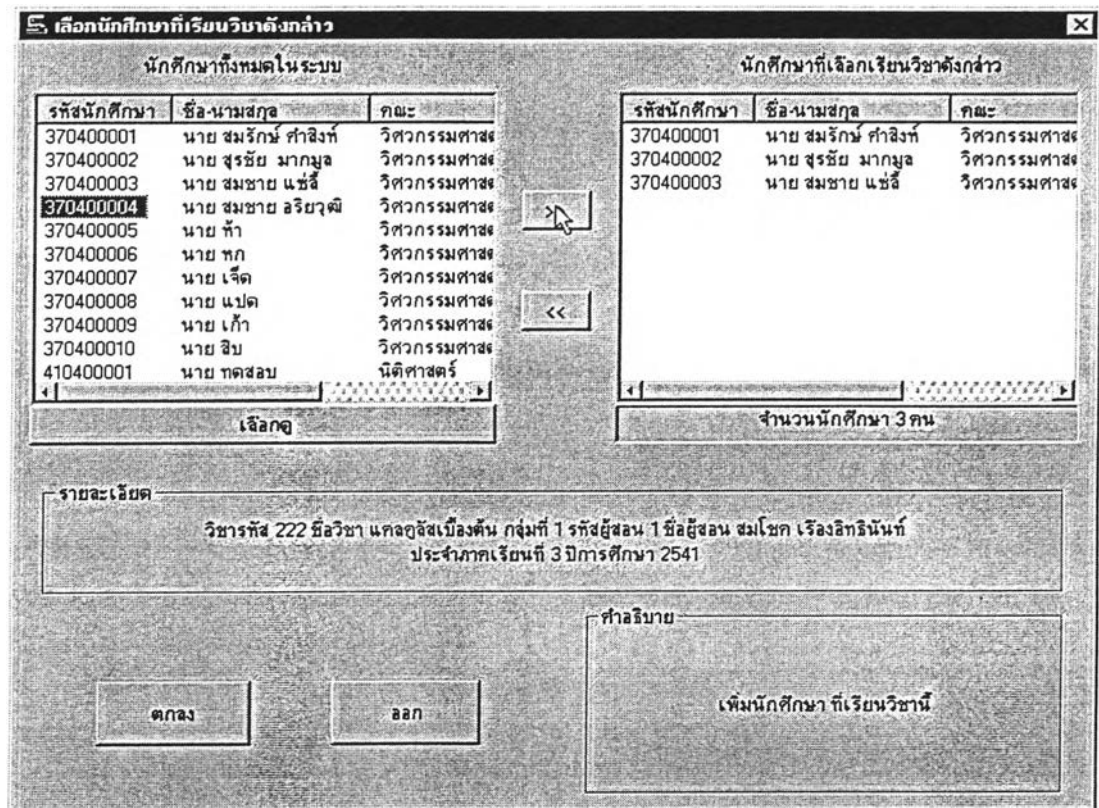 เลือกนักศึกษาที่เรียนวิชาดังกล่าว
นักศึกษาทั้งหมดในระบบ
รหัสนักศึกษา ชื่อ-นามสกุล คณะ
370400001 นาย สมรักษ์ คำสิงห์ วิศวกรรมศาสต
370400002 นาย สุรชัย มากมูล วิศวกรรมศาสต
370400003 นาย สมชาย แซ่ลี้ วิศวกรรมศาสต
370400004 นาย สมชาย อริยวุฒิ วิศวกรรมศาสต
370400005 นาย ห้า วิศวกรรมศาสต
370400006 นาย หก วิศวกรรมศาสต
370400007 นาย เจ็ด วิศวกรรมศาสต
370400008 นาย แปด วิศวกรรมศาสต
370400009 นาย เก้า วิศวกรรมศาสต
370400010 นาย สิบ วิศวกรรมศาสต
410400001 นาย ทดสอบ นิติศาสตร์
เลือกดู
>>
<<
นักศึกษาที่เลือกเรียนวิชาดังกล่าว
รหัสนักศึกษา ชื่อ-นามสกุล คณะ
370400001 นาย สมรักษ์ คำสิงห์ วิศวกรรมศาสต
370400002 นาย สุรชัย มากมูล วิศวกรรมศาสต
370400003 นาย สมชาย แซ่ลี้ วิศวกรรมศาสต
จำนวนนักศึกษา 3 คน
รายละเอียด
วิชารหัส 222 ชื่อวิชา แคลคูลัสเบื้องต้น กลุ่มที่ 1 รหัสผู้สอน 1 ชื่อผู้สอน สมโชค เรืองอิทธินันท์
ประจำภาคเรียนที่ 3 ปีการศึกษา 2541
ตกลง
ออก
คำอธิบาย
เพิ่มนักศึกษา ที่เรียนวิชานี้